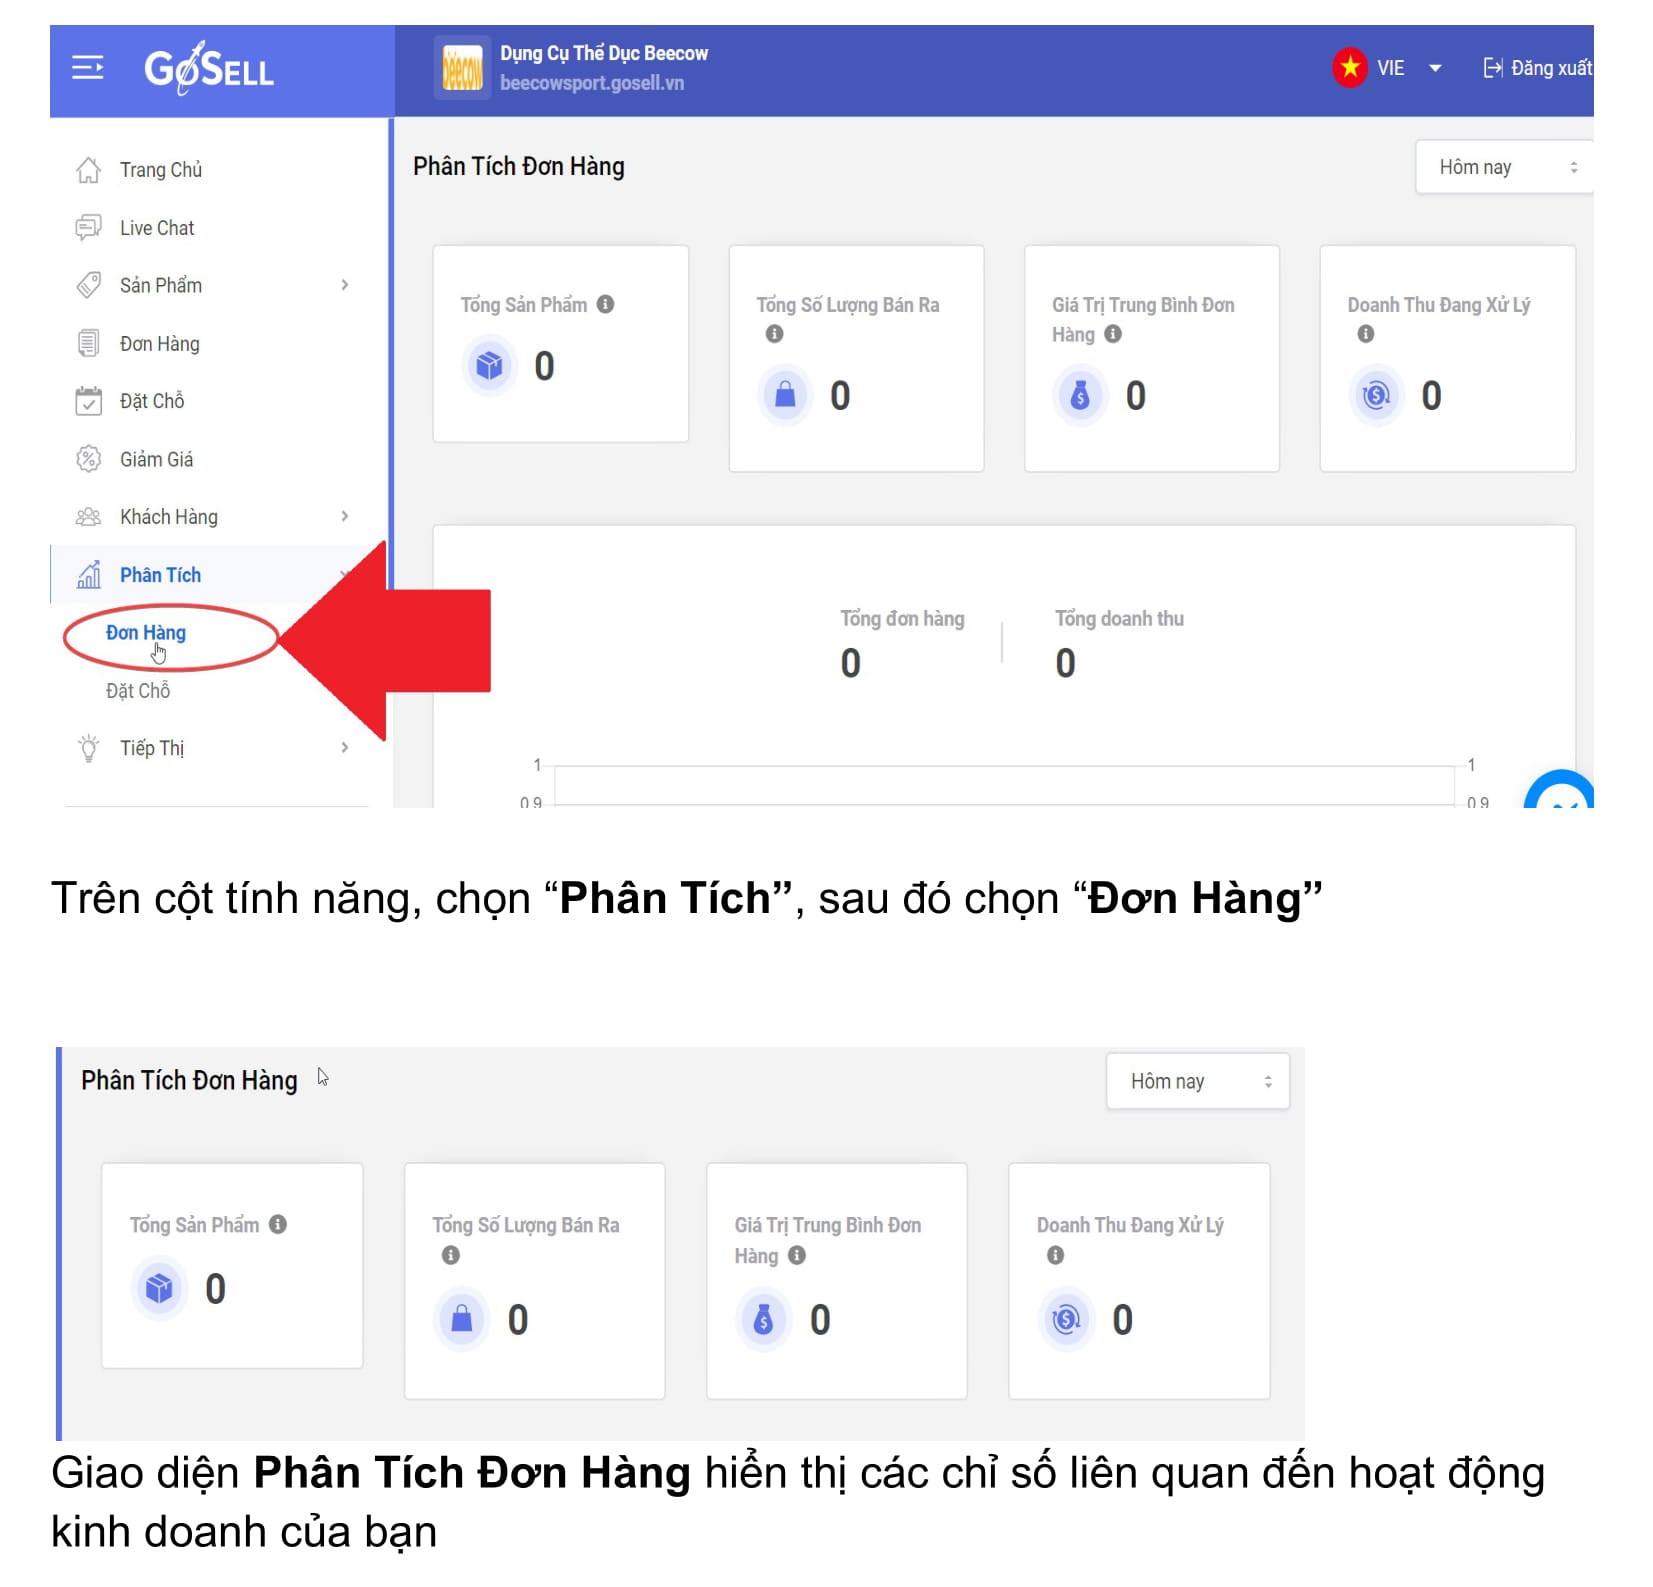 GOSELL
Dụng Cụ Thể Dục Beecow
beecowsport.gosell.vn
VIE
Đăng xuất
beecow
Trang Chủ
Live Chat
Sản Phẩm
Đơn Hàng
Đặt Chỗ
Giảm Giá
Khách Hàng
Phân Tích
Đơn Hàng
Đặt Chỗ
Tiếp Thị
Phân Tích Đơn Hàng
Hôm nay
Tổng Sản Phẩm
0
Tổng Số Lượng Bán Ra
0
Giá Trị Trung Bình Đơn
Hàng
0
Doanh Thu Đang Xử Lý
0
Tổng đơn hàng
0
Tổng doanh thu
0
1
1
0.9
0.9
Trên cột tính năng, chọn “Phân Tích”, sau đó chọn “Đơn Hàng”
Phân Tích Đơn Hàng
Hôm nay
Tổng Sản Phẩm
0
Tổng Số Lượng Bán Ra
0
Giá Trị Trung Bình Đơn
Hàng
0
Doanh Thu Đang Xử Lý
0
Giao diện Phân Tích Đơn Hàng hiển thị các chỉ số liên quan đến hoạt động
kinh doanh của bạn